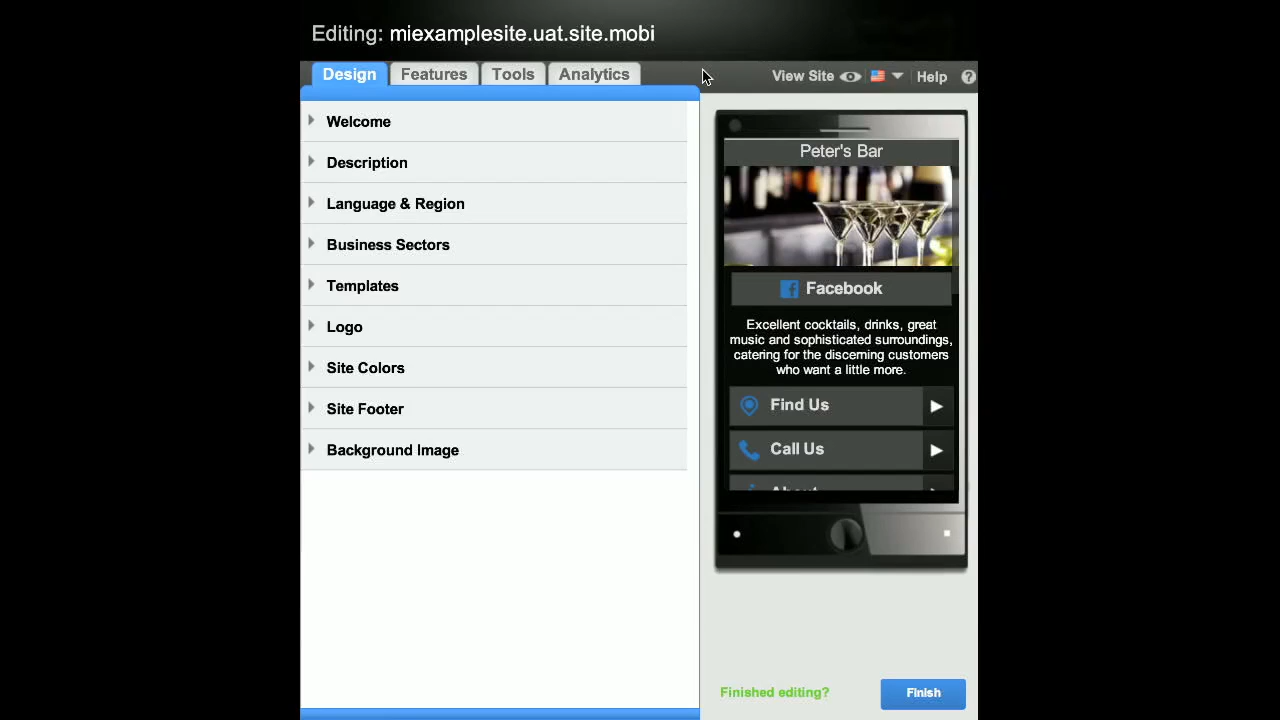 Editing: miexamplesite.uat.site.mobi
Design Features Tools Analytics View Site Help ?
Welcome
Description
Language & Region
Business Sectors
Templates
Logo
Site Colors
Site Footer
Background Image
Peter's Bar
Facebook
Excellent cocktails, drinks, great
music and sophisticated surroundings,
catering for the discerning customers
who want a little more.
Find Us
Call Us
About
Finished editing? Finish